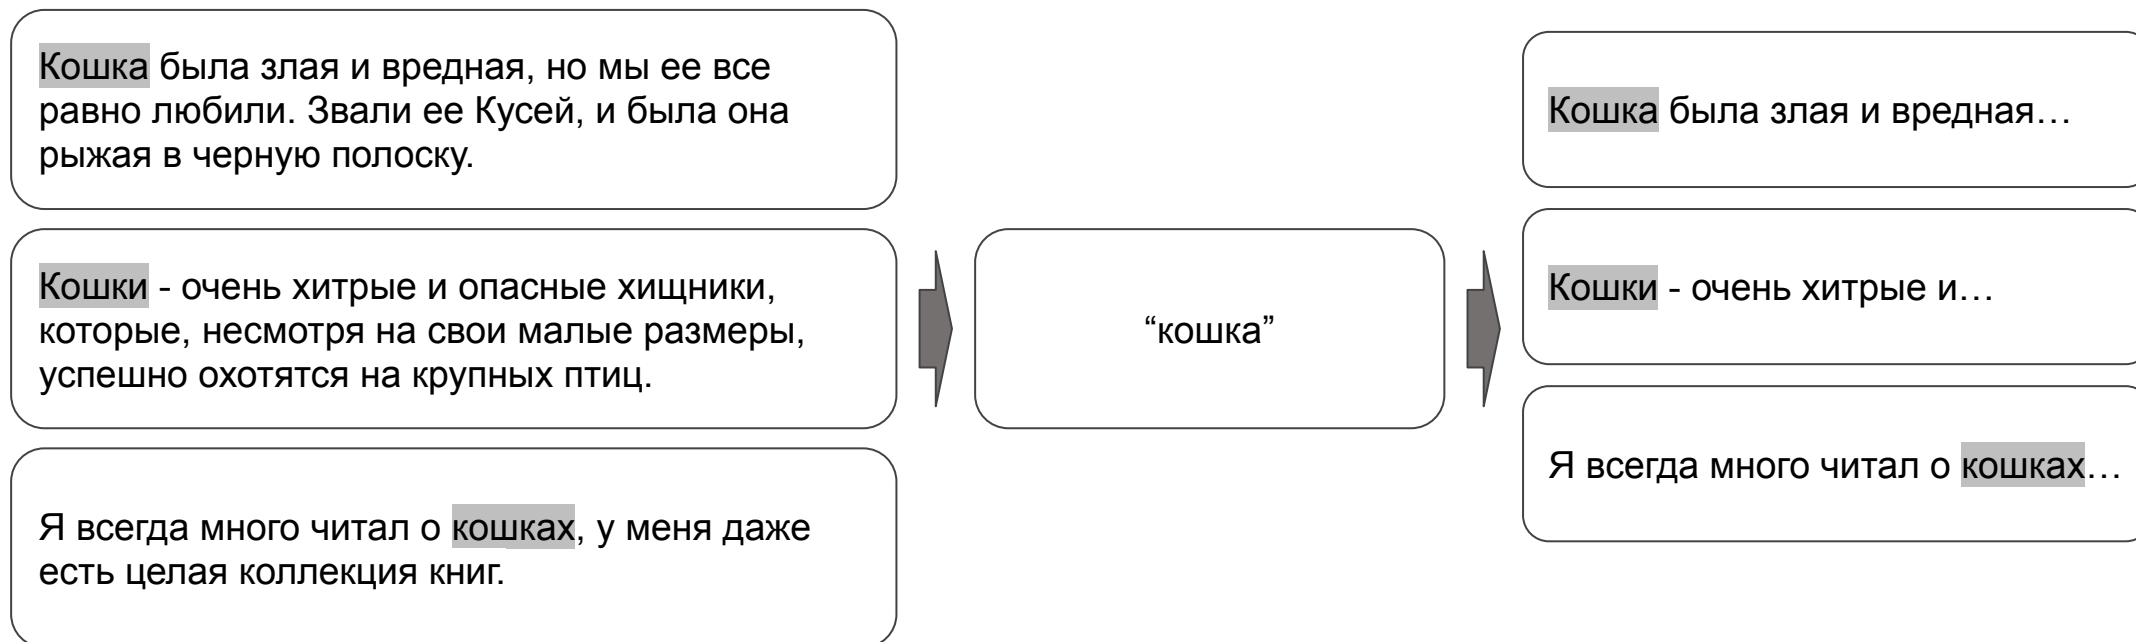 Кошка была злая и вредная, но мы ее все
равно любили. Звали ее Кусей, и была она
рыжая в черную полоску.
Кошки - очень хитрые и опасные хищники,
которые, несмотря на свои малые размеры,
успешно охотятся на крупных птиц.
Я всегда много читал о кошках, у меня даже
есть целая коллекция книг.
“кошка”
Кошка была злая и вредная…
Кошки - очень хитрые и…
Я всегда много читал о кошках…